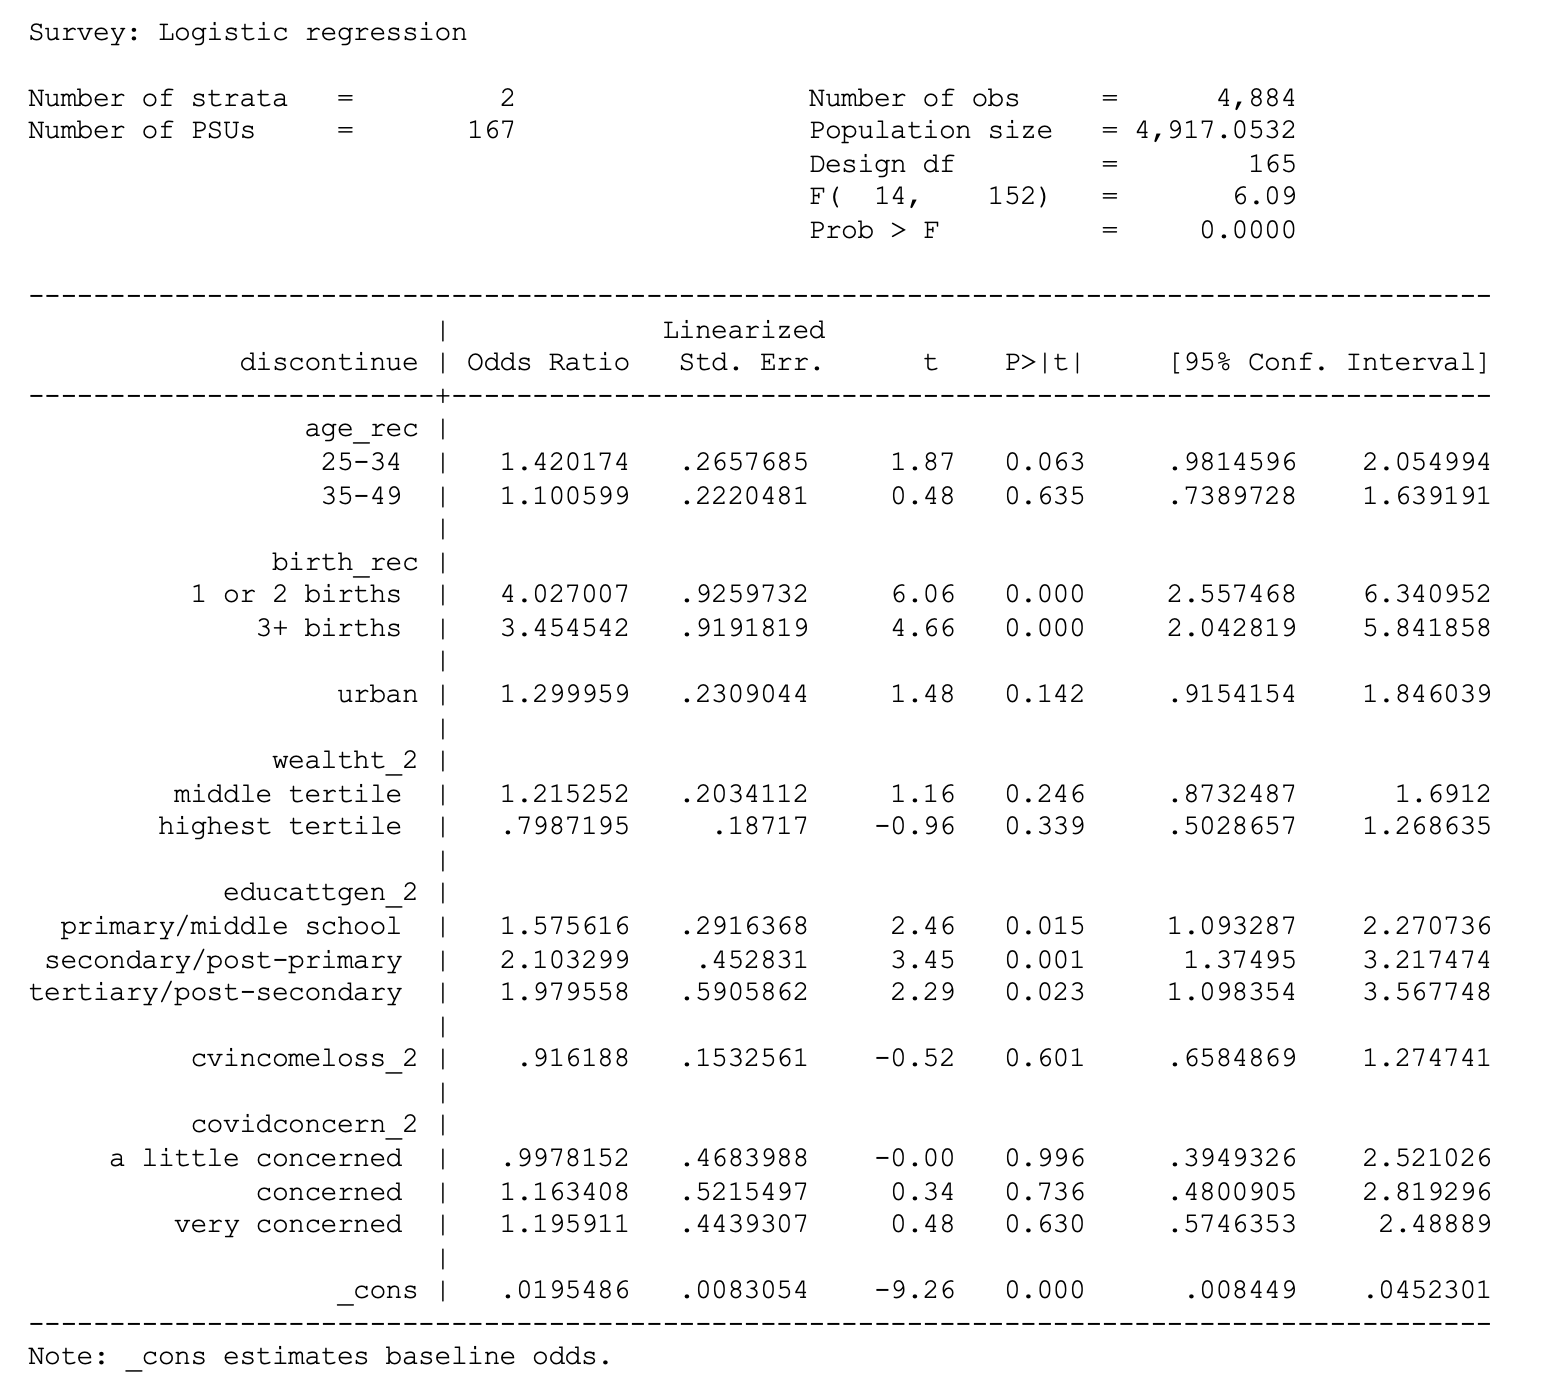 Survey: Logistic regression
Number of strata   =         2                  Number of obs     =      4,884
Number of PSUs     =       167                  Population size   = 4,917.0532
                                                Design df         =        165
                                                F(  14,    152)   =       6.09
                                                Prob > F          =     0.0000
------------------------------------------------------------------------------------------
                         |             Linearized
             discontinue | Odds Ratio   Std. Err.      t    P>|t|     [95% Conf. Interval]
-------------------------+----------------------------------------------------------------
                 age_rec |
                  25-34  |   1.420174   .2657685     1.87   0.063     .9814596    2.054994
                  35-49  |   1.100599   .2220481     0.48   0.635     .7389728    1.639191
                         |
               birth_rec |
          1 or 2 births  |   4.027007   .9259732     6.06   0.000     2.557468    6.340952
              3+ births  |   3.454542   .9191819     4.66   0.000     2.042819    5.841858
                         |
                   urban |   1.299959   .2309044     1.48   0.142     .9154154    1.846039
                         |
               wealtht_2 |
         middle tertile  |   1.215252   .2034112     1.16   0.246     .8732487      1.6912
        highest tertile  |   .7987195     .18717    -0.96   0.339     .5028657    1.268635
                         |
            educattgen_2 |
  primary/middle school  |   1.575616   .2916368     2.46   0.015     1.093287    2.270736
 secondary/post-primary  |   2.103299    .452831     3.45   0.001      1.37495    3.217474
tertiary/post-secondary  |   1.979558   .5905862     2.29   0.023     1.098354    3.567748
                         |
          cvincomeloss_2 |    .916188   .1532561    -0.52   0.601     .6584869    1.274741
                         |
          covidconcern_2 |
     a little concerned  |   .9978152   .4683988    -0.00   0.996     .3949326    2.521026
              concerned  |   1.163408   .5215497     0.34   0.736     .4800905    2.819296
         very concerned  |   1.195911   .4439307     0.48   0.630     .5746353     2.48889
                         |
                   _cons |   .0195486   .0083054    -9.26   0.000      .008449    .0452301
------------------------------------------------------------------------------------------
Note: _cons estimates baseline odds.